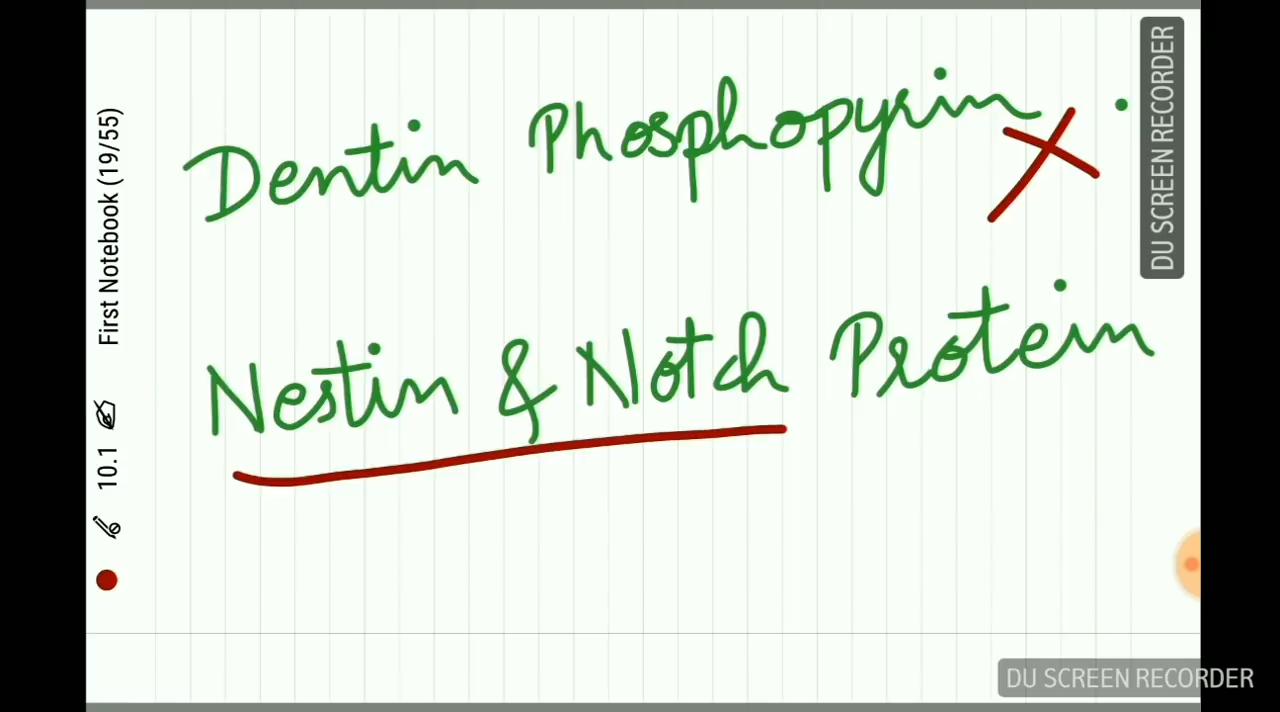 Dentin Phosphopyrin
Nestin & Notch Protein
First Notebook (19/55)
10.1
DU SCREEN RECORDER
DU SCREEN RECORDER